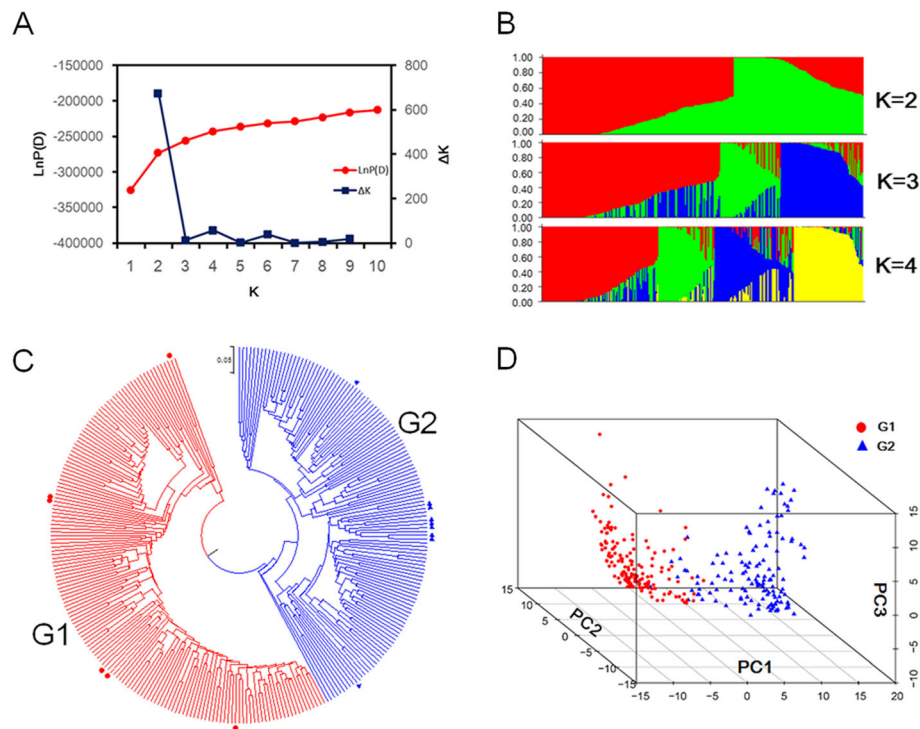 A
LnP(D)
-150000
-200000
-250000
-300000
-350000
-400000
800
600
400
200
0
ΔK
LnP(D)
ΔK
1 2 3 4 5 6 7 8 9 10
K
B
1.00
0.80
0.60
0.40
0.20
0.00
K=2
1.00
0.80
0.60
0.40
0.20
0.00
K=3
1.00
0.80
0.60
0.40
0.20
0.00
K=4
C
0.05
G2
G1
D
G1
G2
15
10
5
0
-5
-10
-15
PC2
PC1
-15 -10 -5 0 5 10 15 20
15
10
5
0
-5
-10
PC3